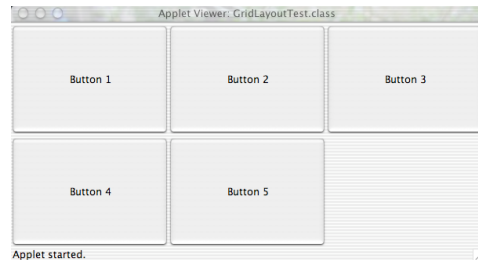 Applet Viewer: GridLayoutTest.class
Button 1 Button 2 Button 3
Button 4 Button 5
Applet started.